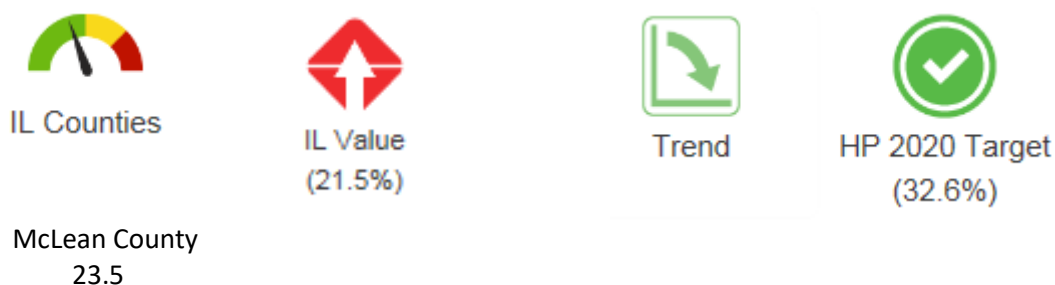 IL Counties
IL Value
(21.5%)
Trend
HP 2020 Target
(32.6%)
McLean County
23.5